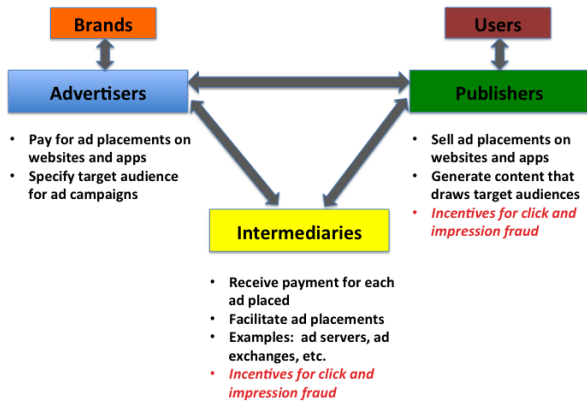 Brands
Users
Advertisers
Publishers
• Pay for ad placements on
websites and apps
• Specify target audience
for ad campaigns
• Sell ad placements on
websites and apps
• Generate content that
draws target audiences
• Incentives for click and
impression fraud
Intermediaries
• Receive payment for each
ad placed
• Facilitate ad placements
• Examples: ad servers, ad
exchanges, etc.
• Incentives for click and
impression fraud